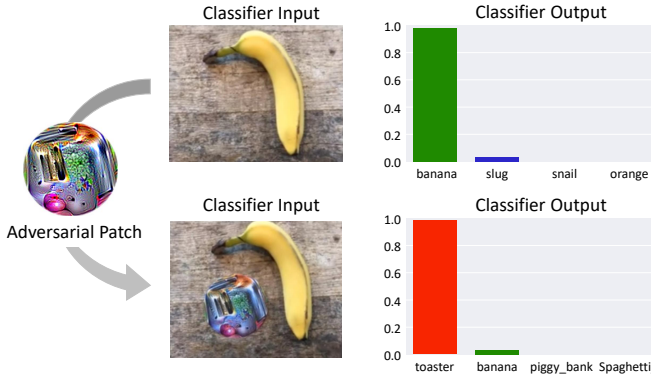 Classifier Input
Classifier Output
1.0
0.8
0.6
0.4
0.2
0.0
banana slug snail orange
Adversarial Patch
Classifier Input
Classifier Output
1.0
0.8
0.6
0.4
0.2
0.0
toaster banana piggy_bank Spaghetti